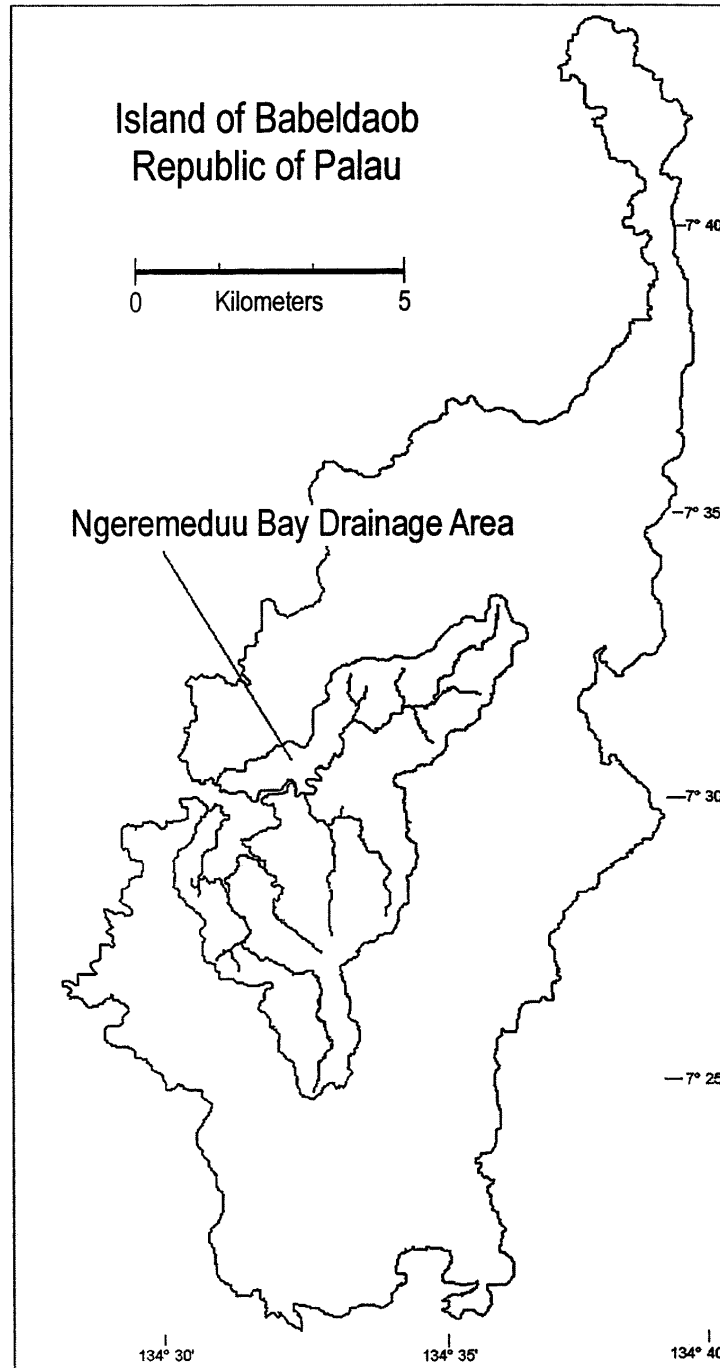 Island of Babeldaob
Republic of Palau
0 Kilometers 5
7° 40
Ngeremeduu Bay Drainage Area
7° 35
7° 30
7° 25
134° 30' 134° 35' 134° 40